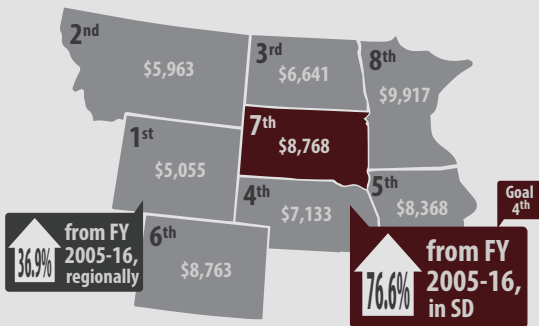 2nd
$5,963
3rd
$6,641
8th
$9,917
7th
$8,768
1st
$5,055
4th
$7,133
5th
$8,368
Goal
4th
6th
$8,763
36.9%
from FY
2005-16,
regionally
76.6%
from FY
2005-16,
in SD